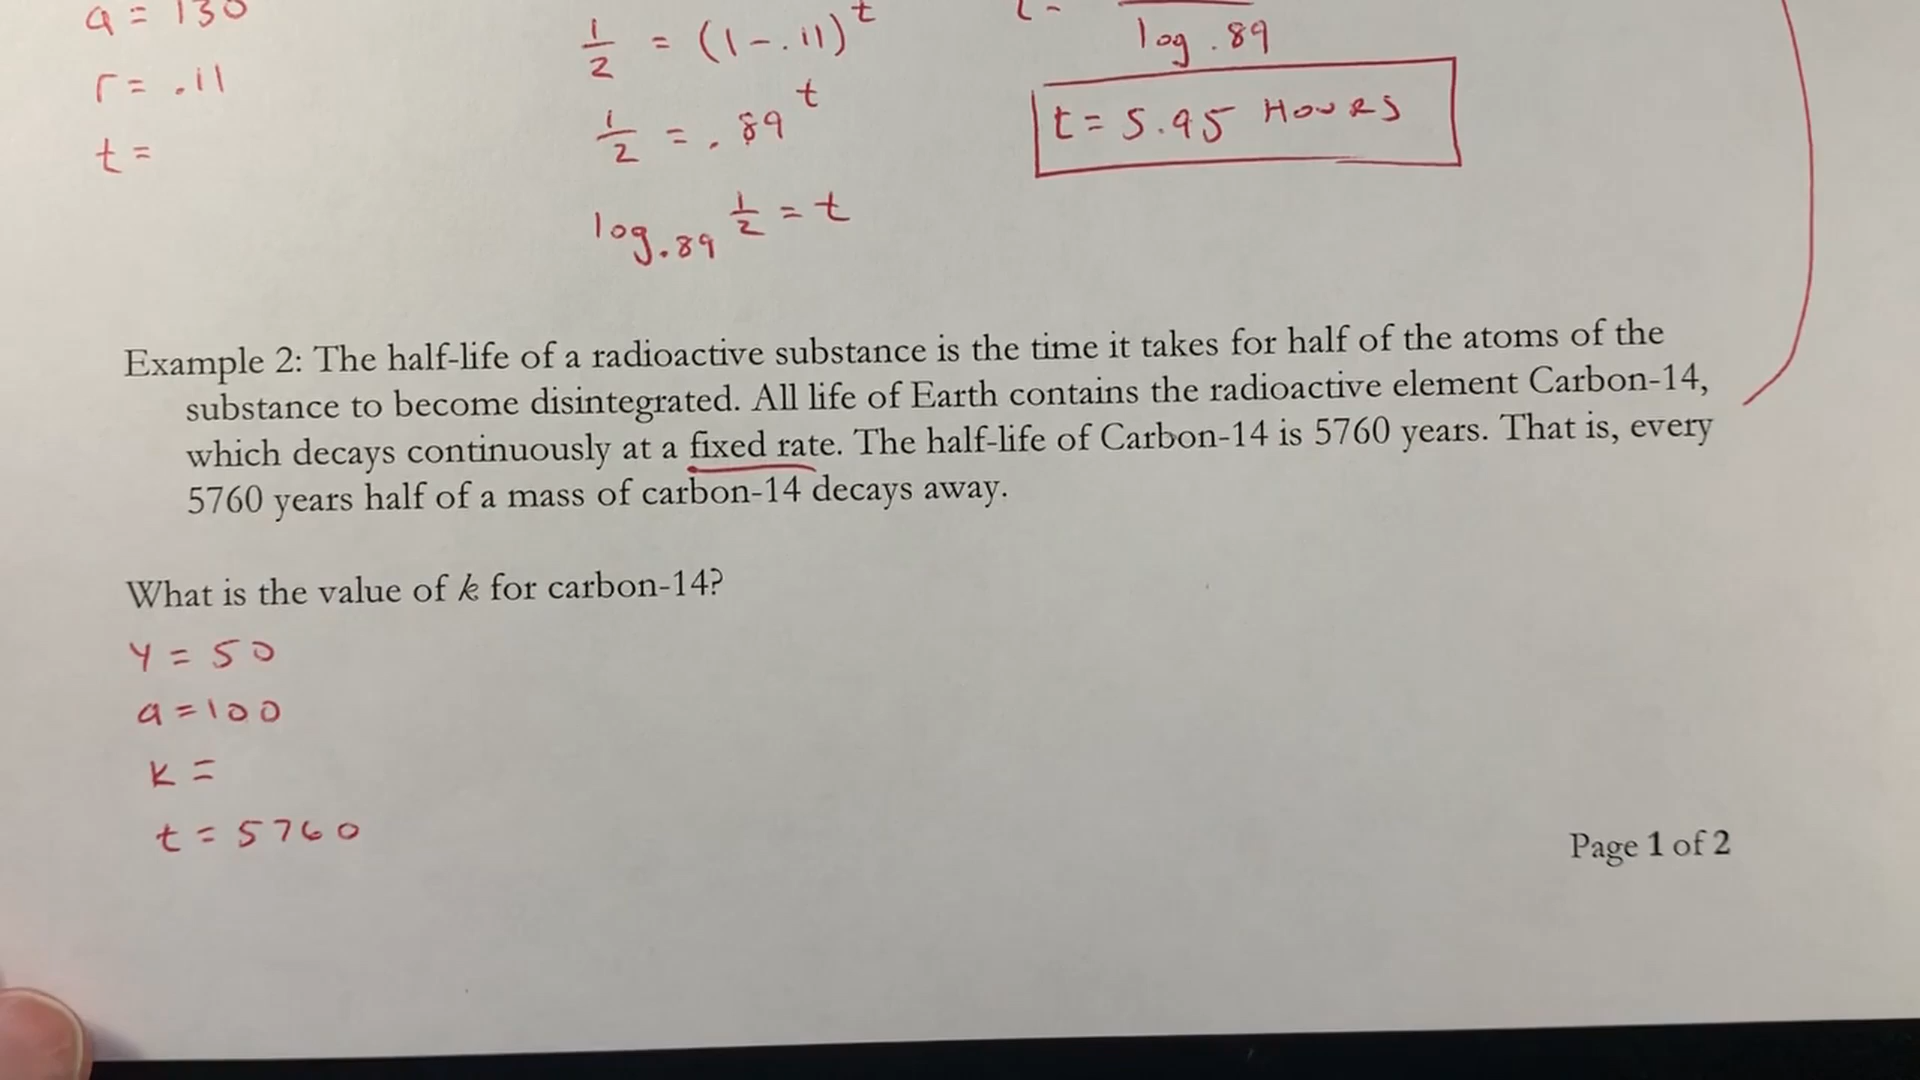 a = 130
r = .11
t =
1/2 = (1 - .11)^t
1/2 = .89^t
log.89 1/2 = t
log .89
t = 5.95 HOURS
Example 2: The half-life of a radioactive substance is the time it takes for half of the atoms of the
substance to become disintegrated. All life of Earth contains the radioactive element Carbon-14,
which decays continuously at a fixed rate. The half-life of Carbon-14 is 5760 years. That is, every
5760 years half of a mass of carbon-14 decays away.
What is the value of k for carbon-14?
y = 50
a = 100
k =
t = 5760
Page 1 of 2